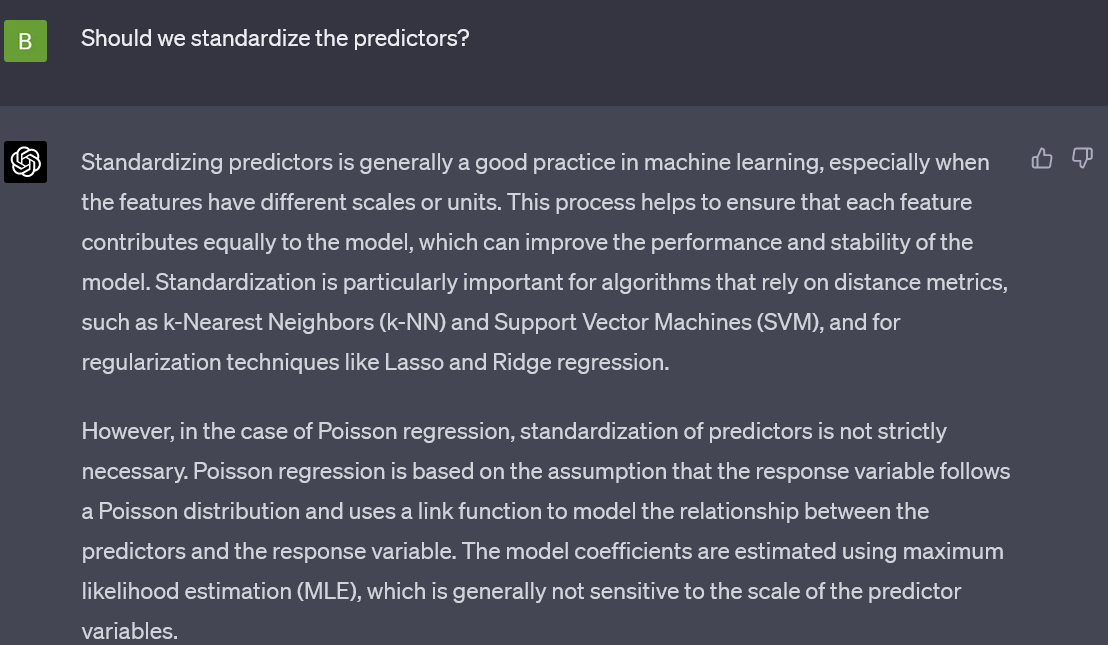 B
Should we standardize the predictors?
Standardizing predictors is generally a good practice in machine learning, especially when
the features have different scales or units. This process helps to ensure that each feature
contributes equally to the model, which can improve the performance and stability of the
model. Standardization is particularly important for algorithms that rely on distance metrics,
such as k-Nearest Neighbors (k-NN) and Support Vector Machines (SVM), and for
regularization techniques like Lasso and Ridge regression.
However, in the case of Poisson regression, standardization of predictors is not strictly
necessary. Poisson regression is based on the assumption that the response variable follows
a Poisson distribution and uses a link function to model the relationship between the
predictors and the response variable. The model coefficients are estimated using maximum
likelihood estimation (MLE), which is generally not sensitive to the scale of the predictor
variables.